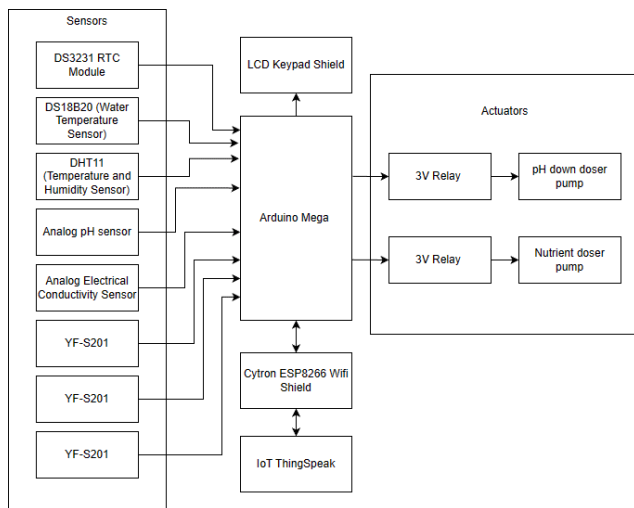 Sensors
DS3231 RTC
Module
DS18B20 (Water
Temperature
Sensor)
DHT11
(Temperature and
Humidity Sensor)
Analog pH sensor
Analog Electrical
Conductivity Sensor
YF-S201
YF-S201
YF-S201
LCD Keypad Shield
Arduino Mega
Cytron ESP8266 Wifi
Shield
IoT ThingSpeak
Actuators
3V Relay
pH down doser
pump
3V Relay
Nutrient doser
pump